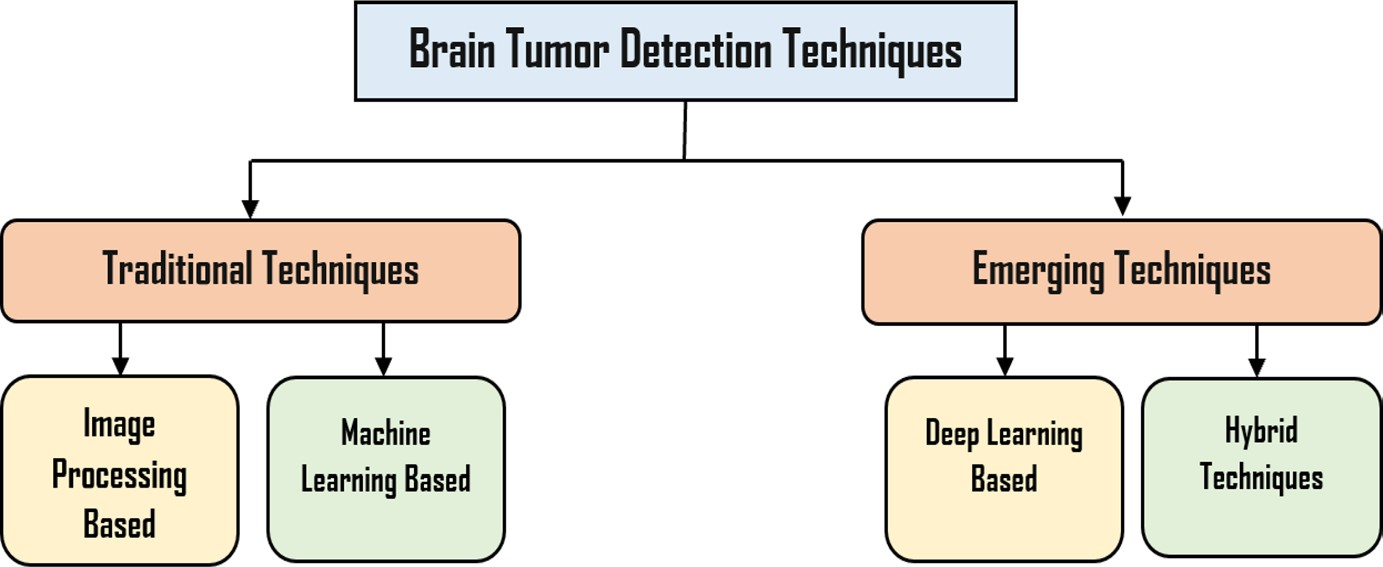 Brain Tumor Detection Techniques
Traditional Techniques
Emerging Techniques
Image
Processing
Based
Machine
Learning Based
Deep Learning
Based
Hybrid
Techniques